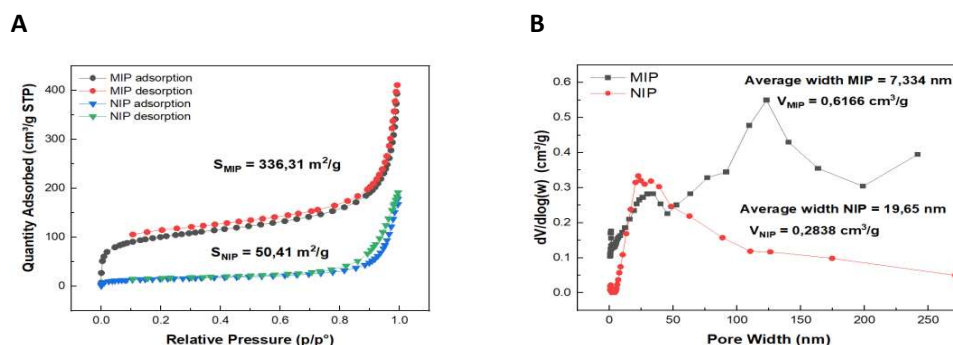 A
Quantity Adsorbed (cm³/g STP)
400
300
200
100
0
MIP adsorption
MIP desorption
NIP adsorption
NIP desorption
S_MIP = 336,31 m²/g
S_NIP = 50,41 m²/g
0.0 0.2 0.4 0.6 0.8 1.0
Relative Pressure (p/p°)
B
dV/dlog(w) (cm³/g)
0.6
0.5
0.4
0.3
0.2
0.1
0.0
MIP
NIP
Average width MIP = 7,334 nm
V_MIP = 0,6166 cm³/g
Average width NIP = 19,65 nm
V_NIP = 0,2838 cm³/g
0 50 100 150 200 250
Pore Width (nm)